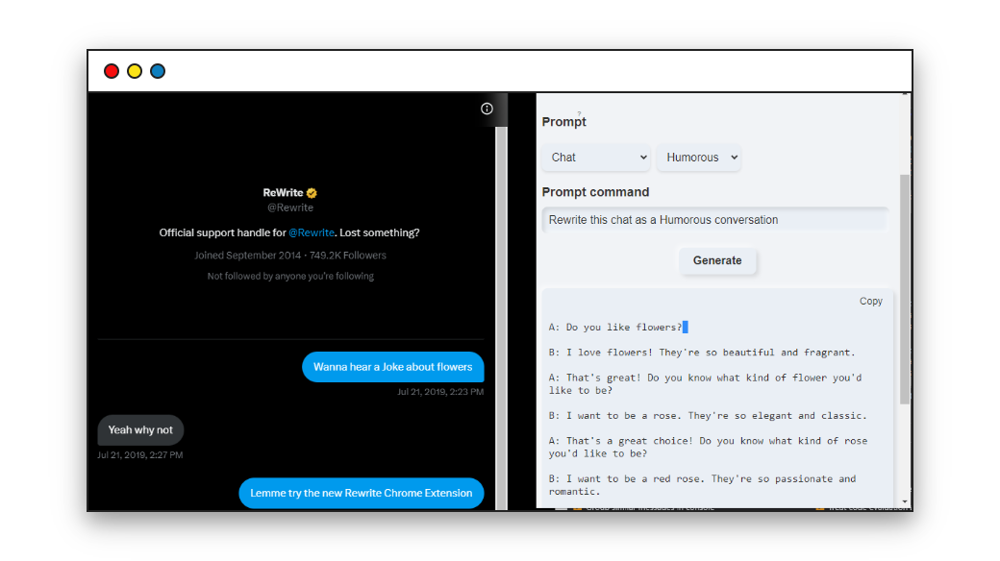 ReWrite
@Rewrite
Official support handle for @Rewrite. Lost something?
Joined September 2014 · 749.2K Followers
Not followed by anyone you're following
Wanna hear a Joke about flowers
Jul 21, 2019, 2:23 PM
Yeah why not
Jul 21, 2019, 2:27 PM
Lemme try the new Rewrite Chrome Extension
Prompt
?
Chat
Humorous
Prompt command
Rewrite this chat as a Humorous conversation
Generate
Copy
A: Do you like flowers?
B: I love flowers! They're so beautiful and fragrant.
A: That's great! Do you know what kind of flower you'd
like to be?
B: I want to be a rose. They're so elegant and classic.
A: That's a great choice! Do you know what kind of rose
you'd like to be?
B: I want to be a red rose. They're so passionate and
romantic.
Group similar messages in console